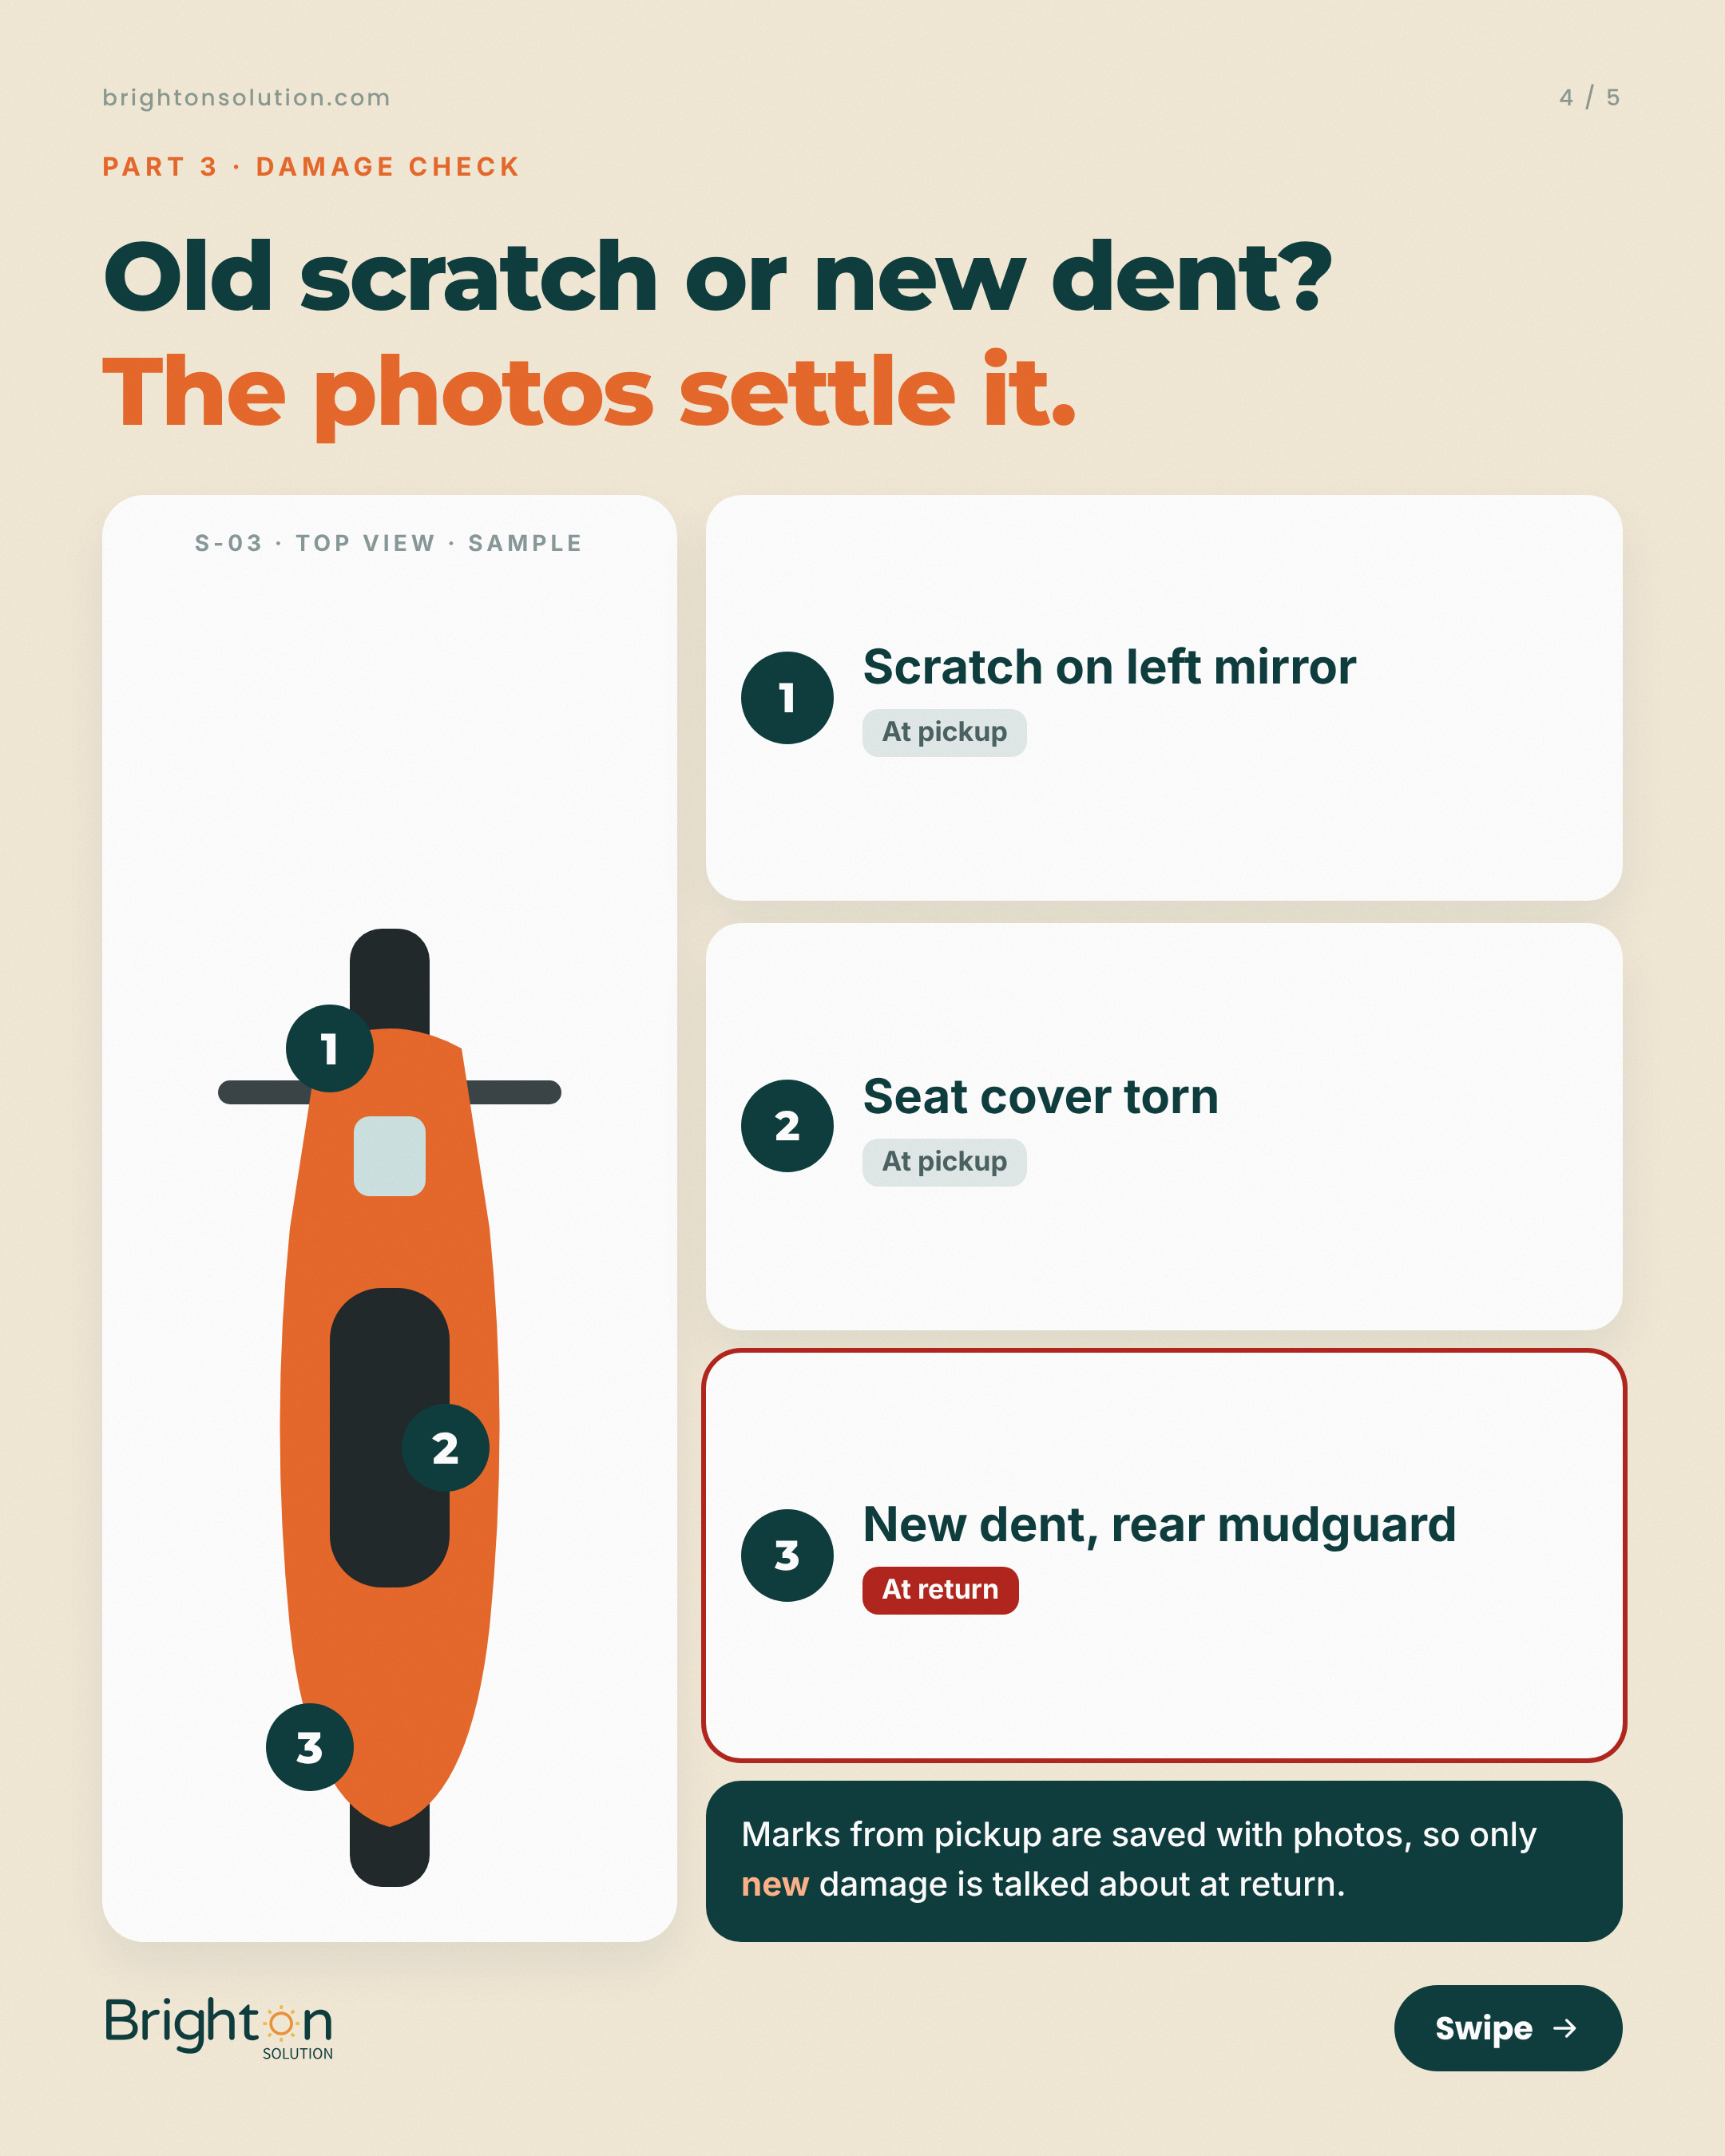 brightonsolution.com
4 / 5
PART 3 · DAMAGE CHECK
Old scratch or new dent?
The photos settle it.
S-03 · TOP VIEW · SAMPLE
1
2
3
1
Scratch on left mirror
At pickup
2
Seat cover torn
At pickup
3
New dent, rear mudguard
At return
Marks from pickup are saved with photos, so only
new damage is talked about at return.
Brighton
SOLUTION
Swipe →